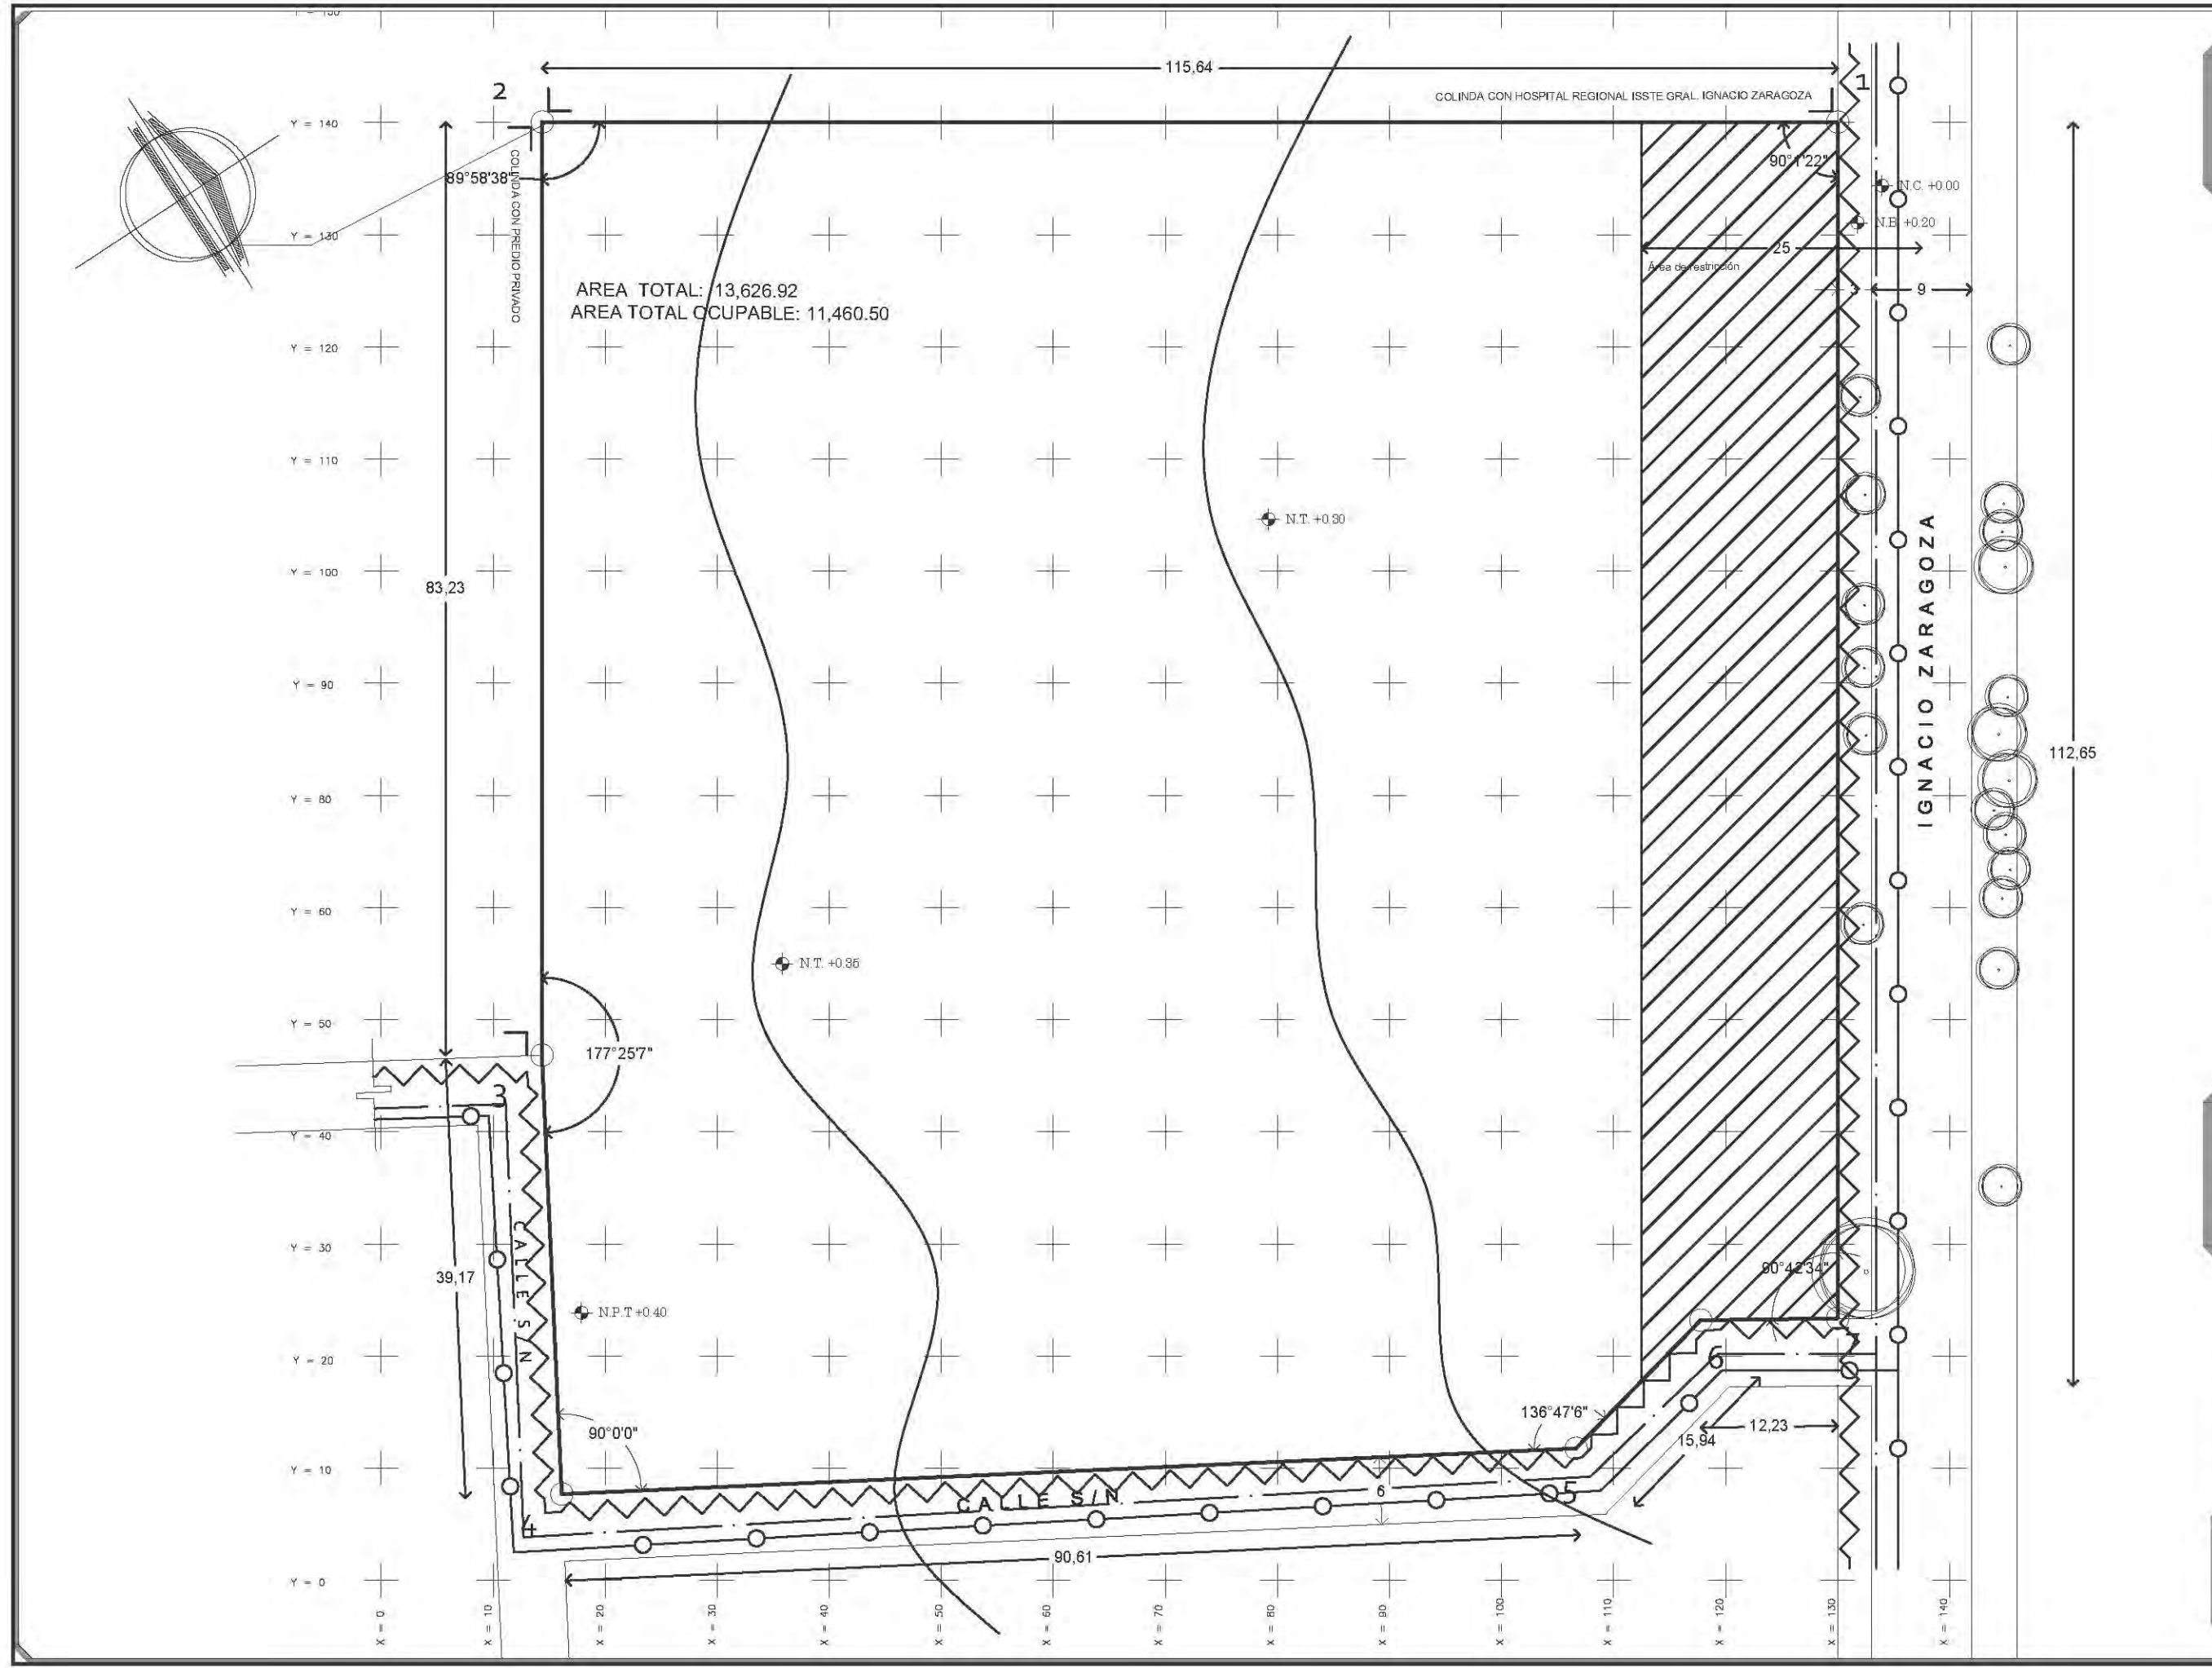 115,64
COLINDA CON HOSPITAL REGIONAL ISSTE GRAL. IGNACIO ZARAGOZA
2
1
Y = 140
89°58'38"
COLINDA CON PREDIO PRIVADO
90°1'22"
N.C. +0.00
N.B. +0.20
Y = 130
25
Área de restricción
AREA TOTAL: 13,626.92
AREA TOTAL OCUPABLE: 11,460.50
3
9
Y = 120
Y = 110
N.T. +0.30
IGNACIO ZARAGOZA
Y = 100
83,23
Y = 90
112,65
Y = 80
Y = 60
N.T. +0.35
Y = 50
177°25'7"
3
Y = 40
CALLE S/N
Y = 30
90°42'34"
39,17
N.P.T +0.40
7
Y = 20
6
136°47'6"
90°0'0"
12,23
15,94
Y = 10
6
5
CALLE S/N
4
90,61
Y = 0
X = 0
X = 10
X = 20
X = 30
X = 40
X = 50
X = 60
X = 70
X = 80
X = 90
X = 100
X = 110
X = 120
X = 130
X = 140